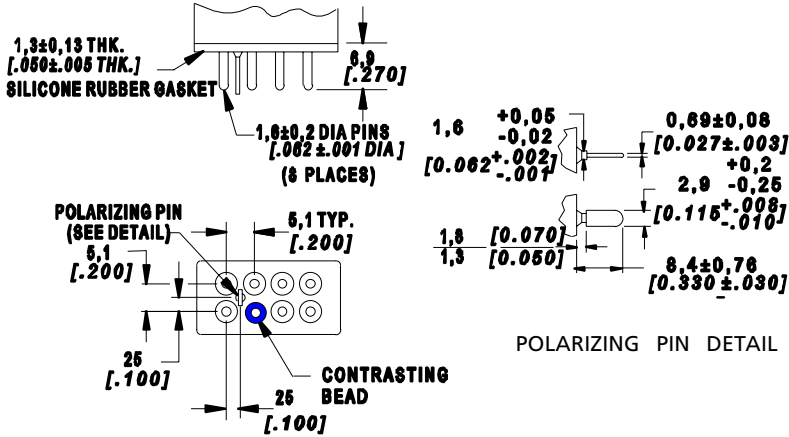 1,3±0,13 THK.
[.050±.005 THK.]
SILICONE RUBBER GASKET
6,9
[.270]
1,6±0,2 DIA PINS
[.062 ±.001 DIA]
(8 PLACES)
POLARIZING PIN
(SEE DETAIL)
5,1
[.200]
5,1 TYP.
[.200]
25
[.100]
25
[.100]
CONTRASTING
BEAD
1,6 +0,05
-0,02
[0.062 +.002
-.001]
0,69±0,08
[0.027±.003]
2,9 +0,2
-0,25
[0.115 +.008
-.010]
1,8 [0.070]
1,3 [0.050]
8,4±0,76
[0.330 ±.030]
POLARIZING PIN DETAIL